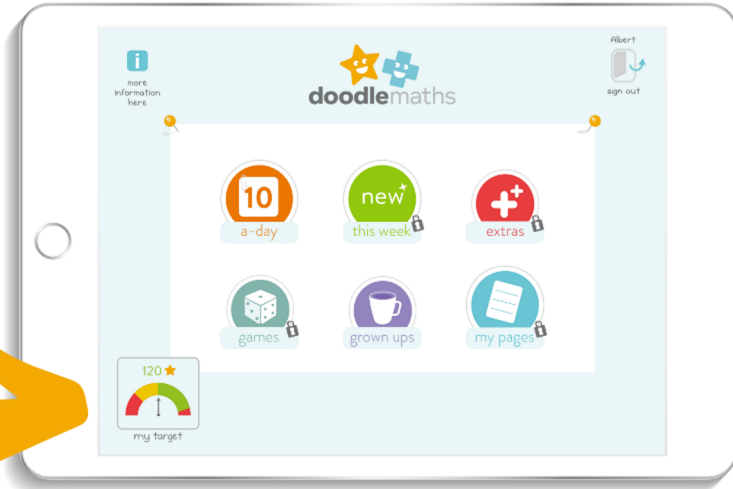 i
more
information
here
doodlemaths
Albert
sign out
10
a-day
new
this week
extras
games
grown ups
my pages
120
my target